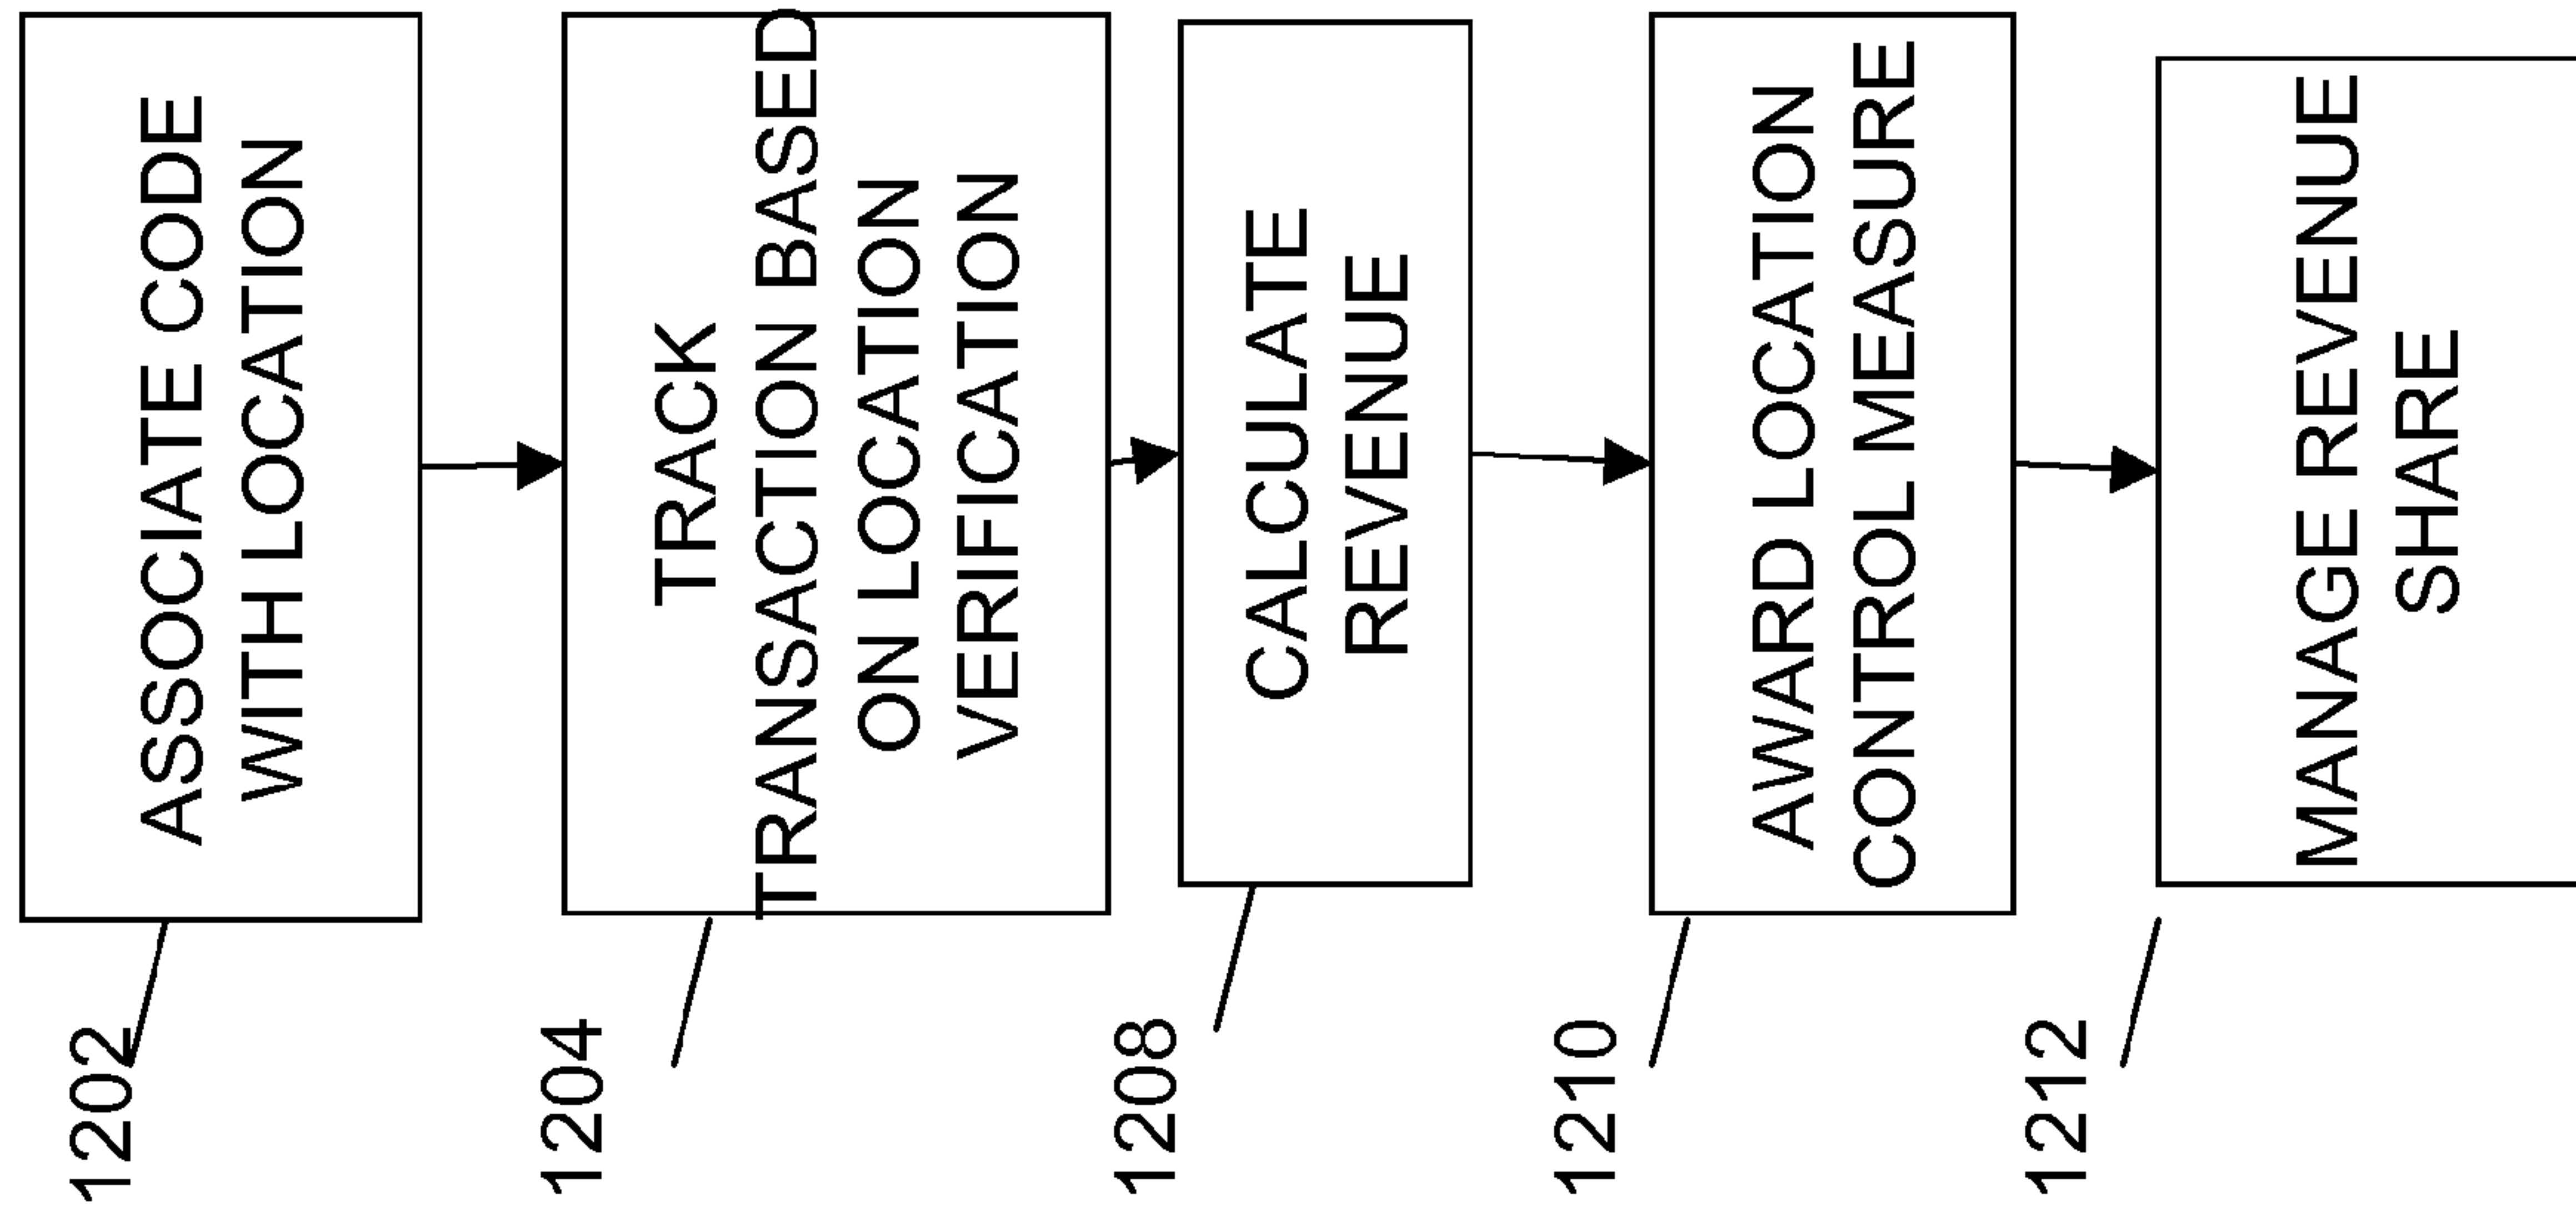 1202
ASSOCIATE CODE
WITH LOCATION
1204
TRACK
TRANSACTION BASED
ON LOCATION
VERIFICATION
1208
CALCULATE
REVENUE
1210
AWARD LOCATION
CONTROL MEASURE
1212
MANAGE REVENUE
SHARE